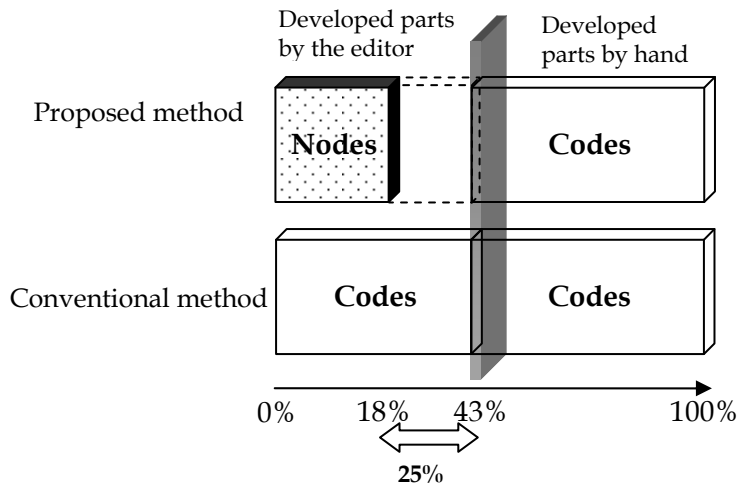 Developed parts
by the editor
Developed
parts by hand
Proposed method
Nodes
Codes
Conventional method
Codes
Codes
0%
18%
43%
100%
25%